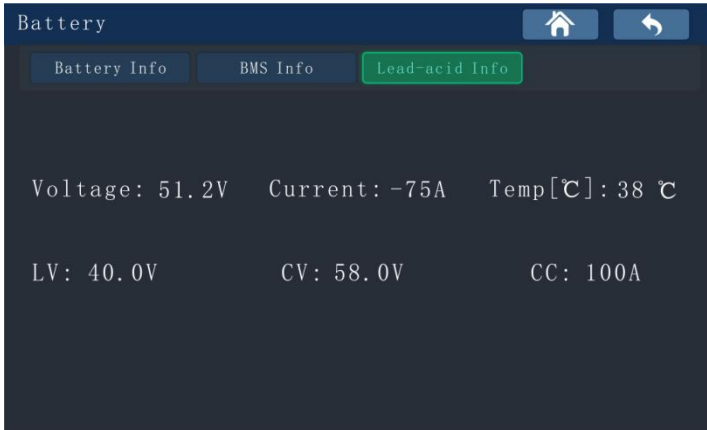 Battery
Battery Info BMS Info Lead-acid Info
Voltage: 51.2V Current: -75A Temp[℃]: 38 ℃
LV: 40.0V CV: 58.0V CC: 100A